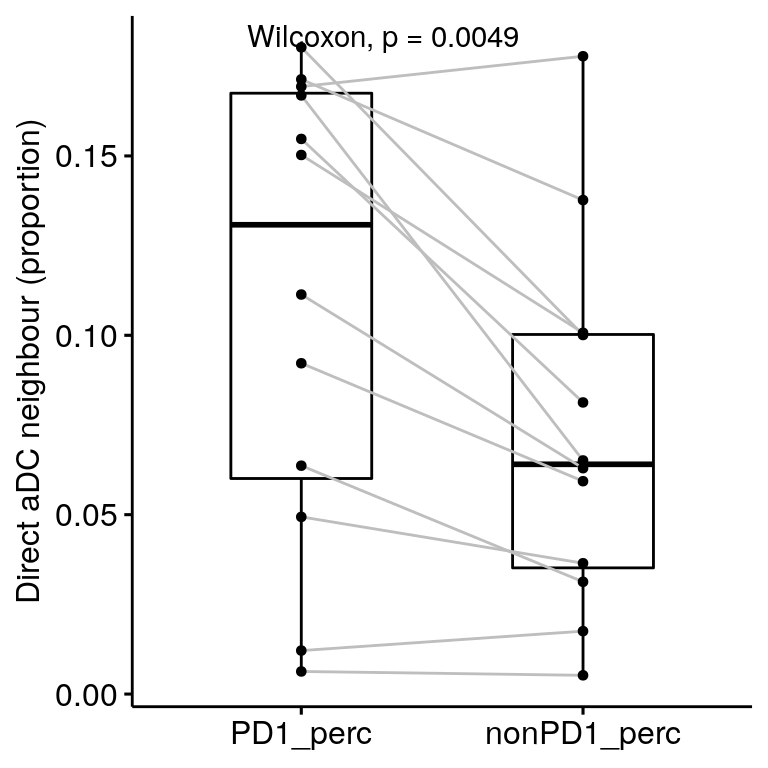 Wilcoxon, p = 0.0049
Direct aDC neighbour (proportion)
0.15
0.10
0.05
0.00
PD1_perc nonPD1_perc